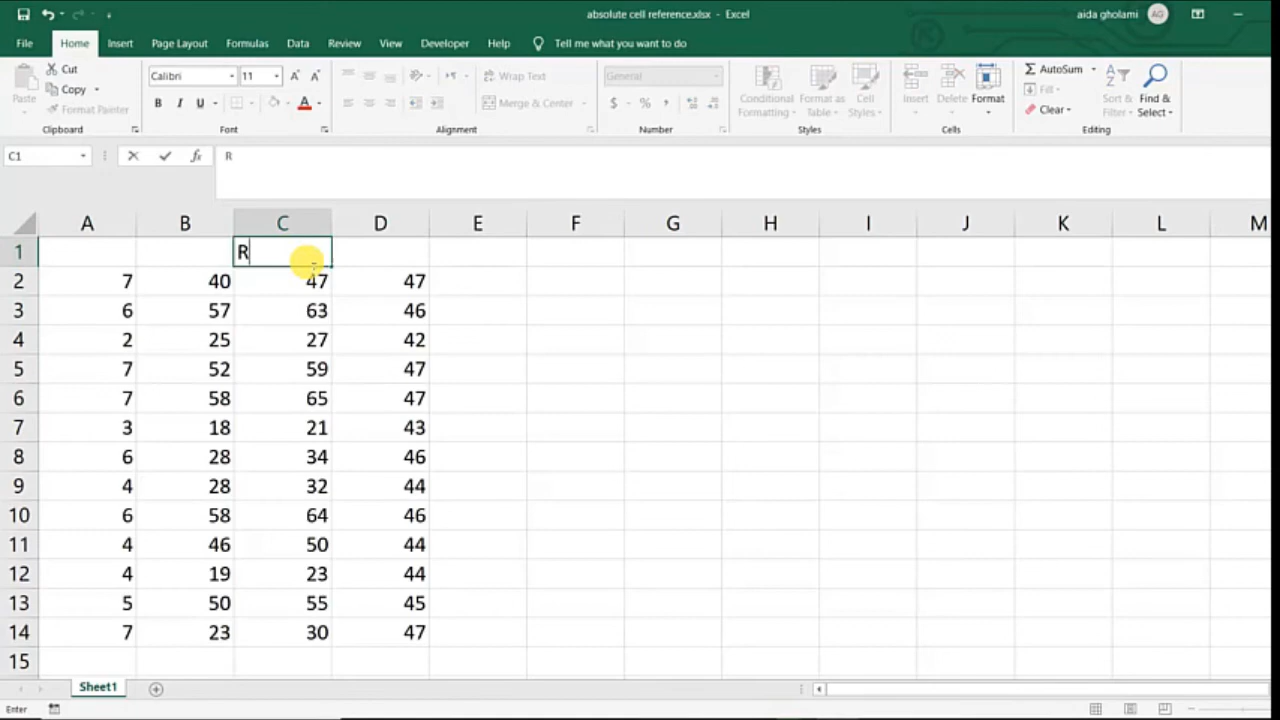 absolute cell reference.xlsx - Excel
aida gholami AG
File Home Insert Page Layout Formulas Data Review View Developer Help Tell me what you want to do
Paste
Cut
Copy
Format Painter
Clipboard
Calibri 11
B I U
Font
Wrap Text
Merge & Center
Alignment
General
$ % ,
Number
Conditional Formatting
Format as Table
Cell Styles
Styles
Insert Delete Format
Cells
AutoSum
Fill
Clear
Sort & Filter
Find & Select
Editing
C1 fx R
A B C D E F G H I J K L M
1 R
2 7 40 47 47
3 6 57 63 46
4 2 25 27 42
5 7 52 59 47
6 7 58 65 47
7 3 18 21 43
8 6 28 34 46
9 4 28 32 44
10 6 58 64 46
11 4 46 50 44
12 4 19 23 44
13 5 50 55 45
14 7 23 30 47
15
Sheet1
Enter